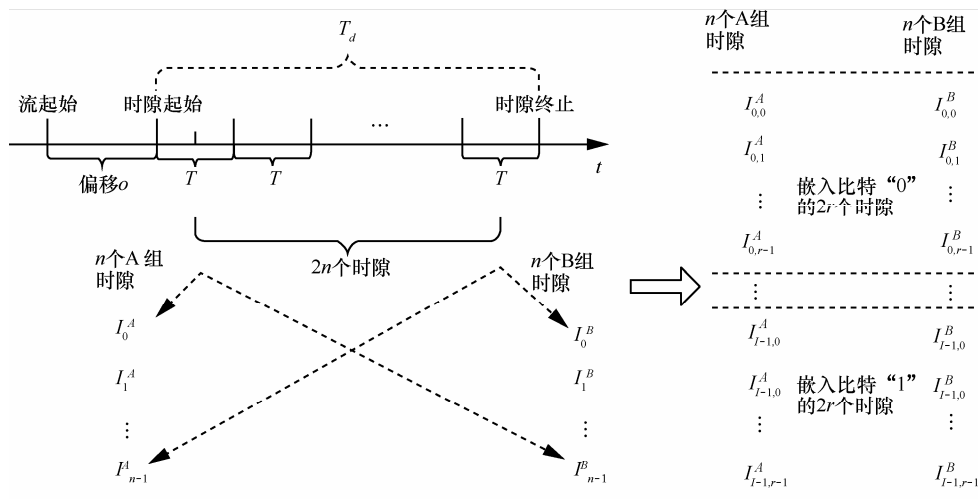 T_d
流起始
时隙起始
…
时隙终止
t
偏移o
T
T
T
2n个时隙
n个A 组
时隙
n个B组
时隙
I_0^A
I_0^B
I_1^A
I_1^B
⋮
⋮
I_{n-1}^A
I_{n-1}^B
n个A组
时隙
n个B组
时隙
I_{0,0}^A
I_{0,0}^B
I_{0,1}^A
I_{0,1}^B
⋮
嵌入比特“0”
的2r个时隙
⋮
I_{0,r-1}^A
I_{0,r-1}^B
⋮
⋮
I_{I-1,0}^A
I_{I-1,0}^B
I_{I-1,0}^A
嵌入比特“1”
的2r个时隙
I_{I-1,0}^B
⋮
⋮
I_{I-1,r-1}^A
I_{I-1,r-1}^B